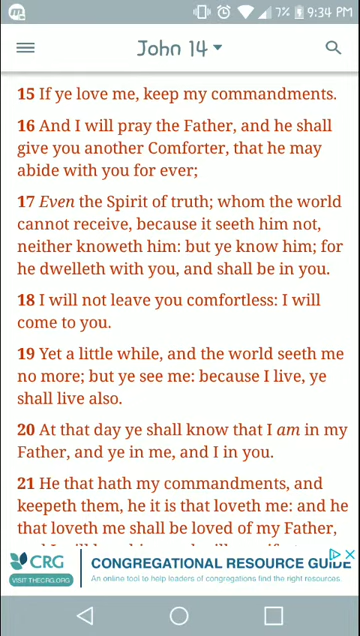 7% 9:34 PM
John 14
15 If ye love me, keep my commandments.
16 And I will pray the Father, and he shall
give you another Comforter, that he may
abide with you for ever;
17 Even the Spirit of truth; whom the world
cannot receive, because it seeth him not,
neither knoweth him: but ye know him; for
he dwelleth with you, and shall be in you.
18 I will not leave you comfortless: I will
come to you.
19 Yet a little while, and the world seeth me
no more; but ye see me: because I live, ye
shall live also.
20 At that day ye shall know that I am in my
Father, and ye in me, and I in you.
21 He that hath my commandments, and
keepeth them, he it is that loveth me: and he
that loveth me shall be loved of my Father,
CRG
VISIT THECRG.ORG
CONGREGATIONAL RESOURCE GUIDE
An online tool to help leaders of congregations find the right resources.